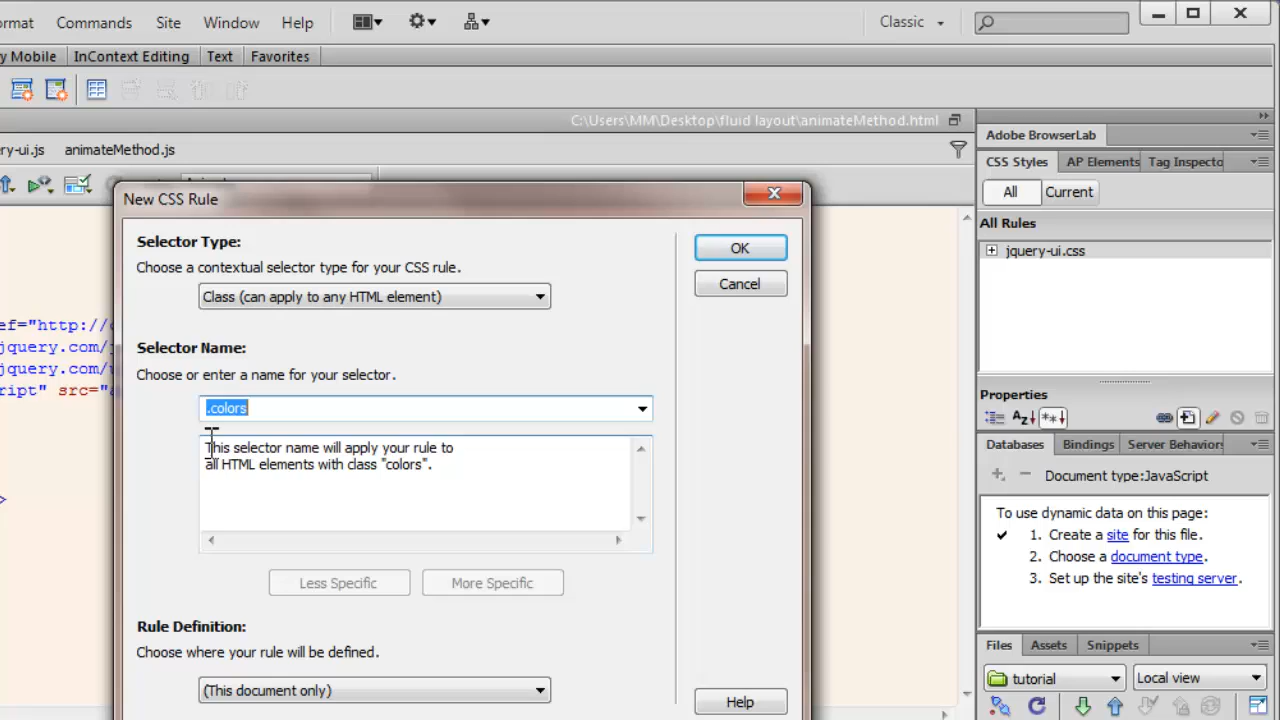 ormat Commands Site Window Help Classic
y Mobile InContext Editing Text Favorites
C:\Users\MM\Desktop\fluid layout\animateMethod.html
ry-ui.js animateMethod.js
Adobe BrowserLab
CSS Styles AP Elements Tag Inspecto
All Current
All Rules
jquery-ui.css
New CSS Rule
Selector Type:
Choose a contextual selector type for your CSS rule.
Class (can apply to any HTML element)
OK
Cancel
Selector Name:
Choose or enter a name for your selector.
.colors
This selector name will apply your rule to
all HTML elements with class "colors".
Less Specific More Specific
Rule Definition:
Choose where your rule will be defined.
(This document only)
Help
ef="http://
jquery.com/
jquery.com/
ript" src=
>
Properties
Databases Bindings Server Behavior
Document type:JavaScript
To use dynamic data on this page:
1. Create a site for this file.
2. Choose a document type.
3. Set up the site's testing server.
Files Assets Snippets
tutorial Local view